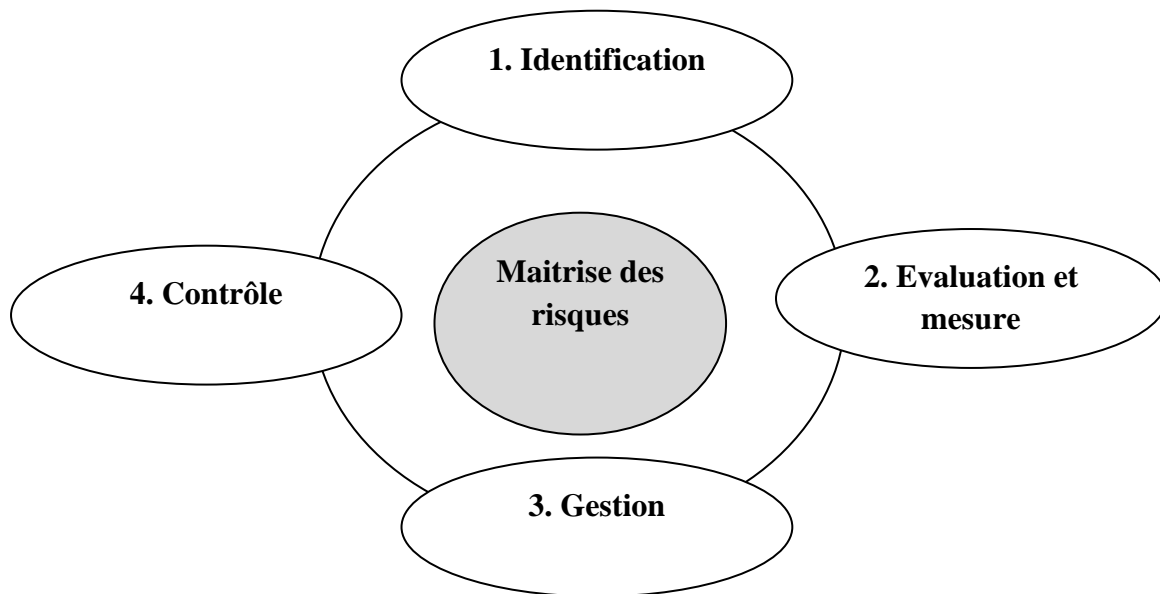 1. Identification
Maitrise des
risques
2. Evaluation et
mesure
4. Contrôle
3. Gestion